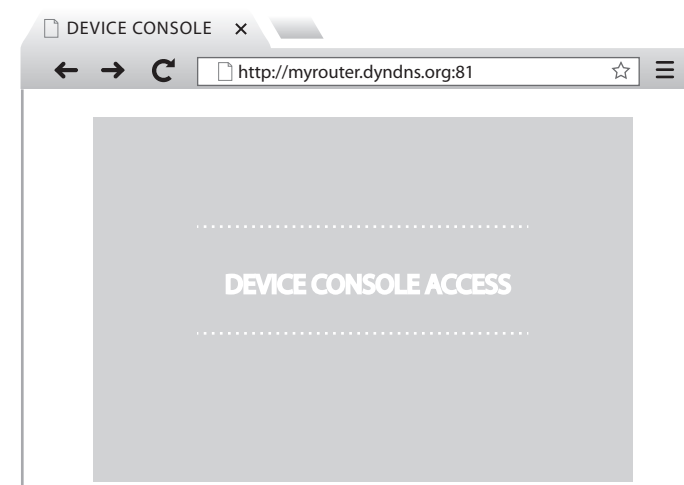 DEVICE CONSOLE
http://myrouter.dyndns.org:81
DEVICE CONSOLE ACCESS